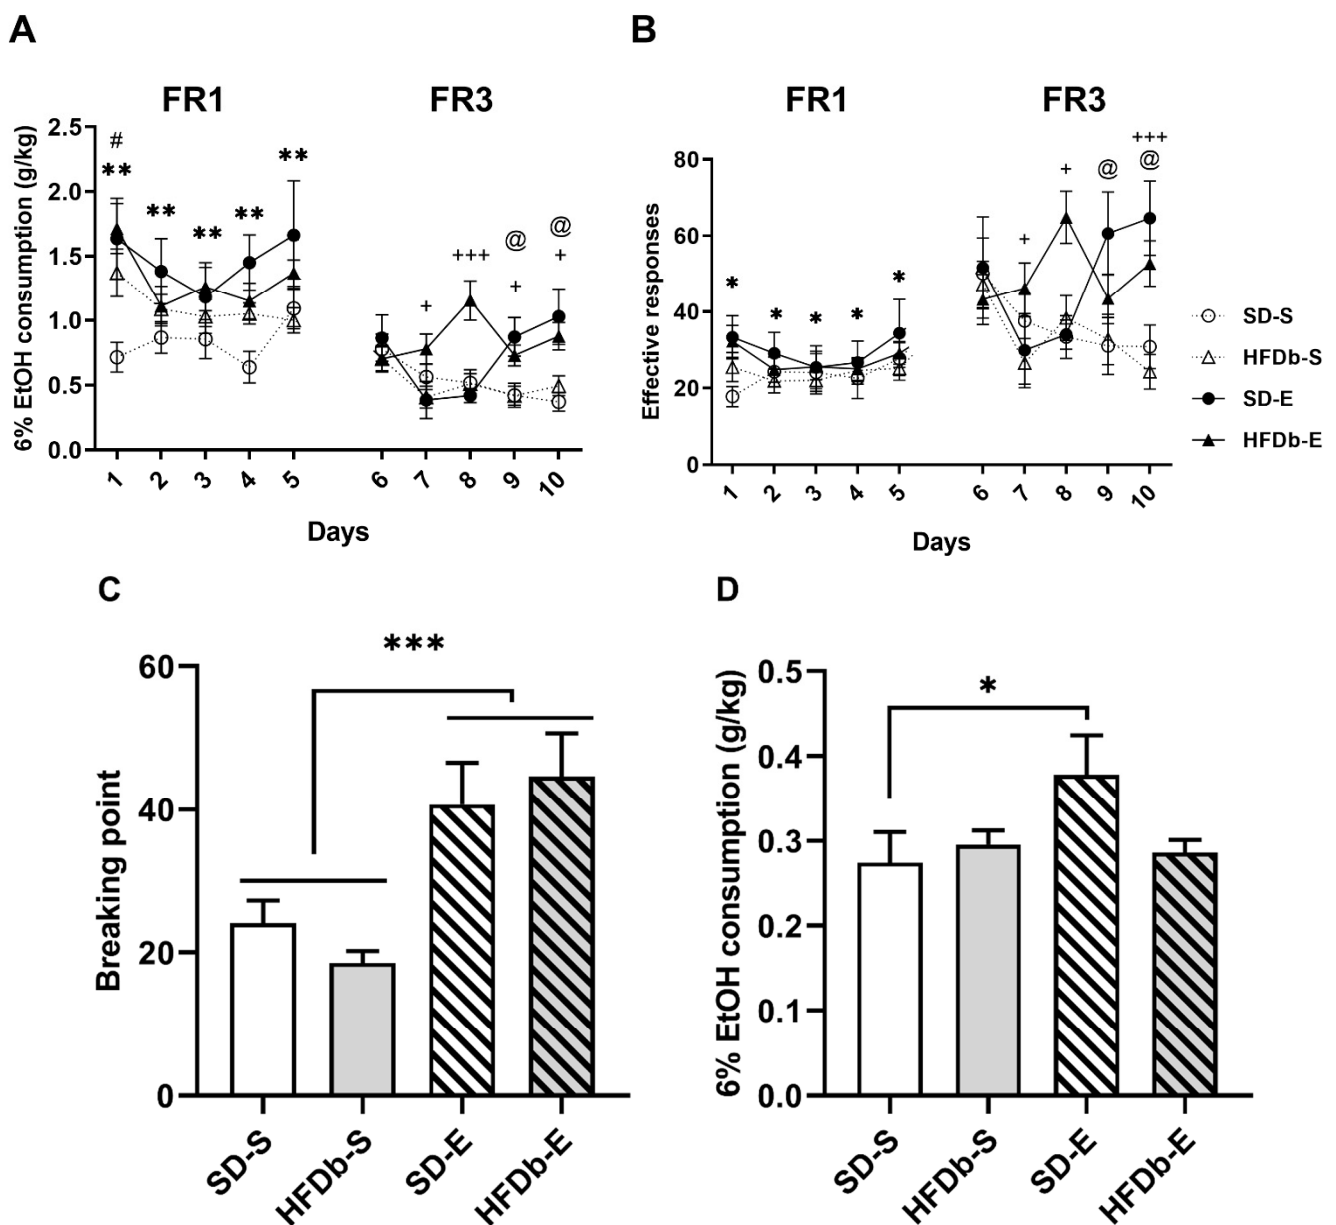 A
FR1
FR3
6% EtOH consumption (g/kg)
2.5
2.0
1.5
1.0
0.5
0.0
#
**
**
**
**
**
+
+++
@
+
@
+
1
2
3
4
5
6
7
8
9
10
Days
B
FR1
FR3
Effective responses
80
60
40
20
0
*
*
*
*
*
+
+
@
+++
@
1
2
3
4
5
6
7
8
9
10
Days
SD-S
HFDb-S
SD-E
HFDb-E
C
***
Breaking point
60
40
20
0
SD-S
HFDb-S
SD-E
HFDb-E
D
*
6% EtOH consumption (g/kg)
0.5
0.4
0.3
0.2
0.1
0.0
SD-S
HFDb-S
SD-E
HFDb-E